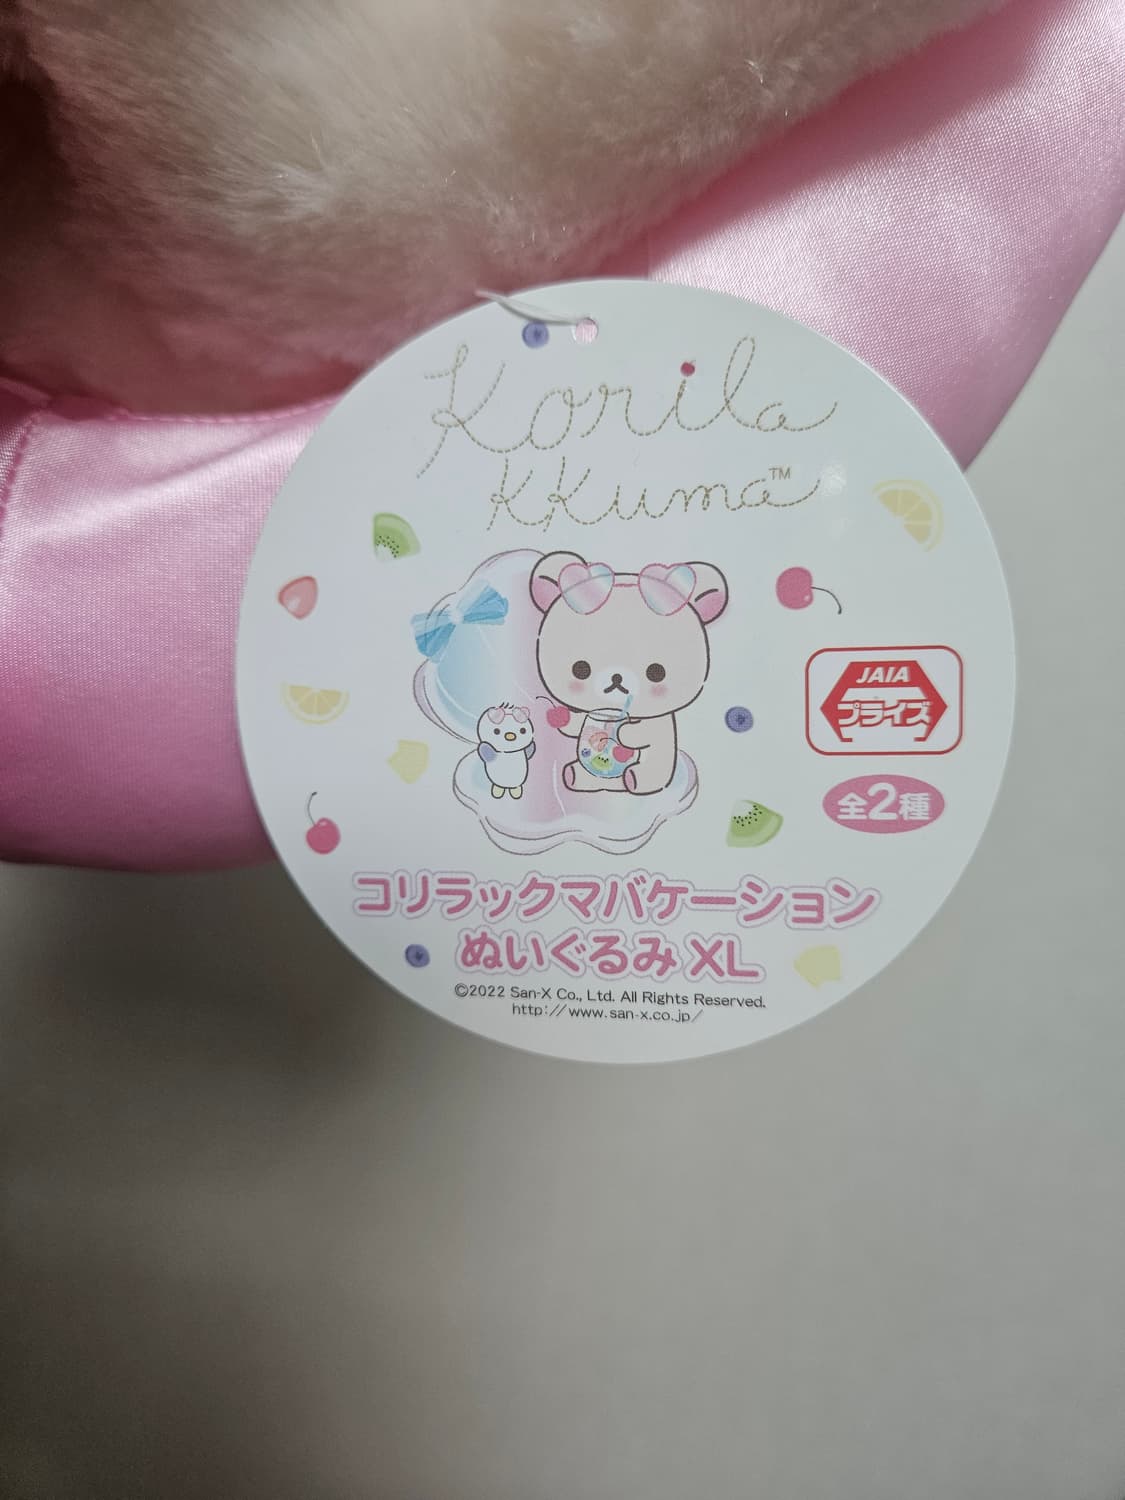 Korila
KKuma™
JAIA
プライズ
全2種
コリラックマバケーション
ぬいぐるみXL
©2022 San-X Co., Ltd. All Rights Reserved.
http://www.san-x.co.jp/